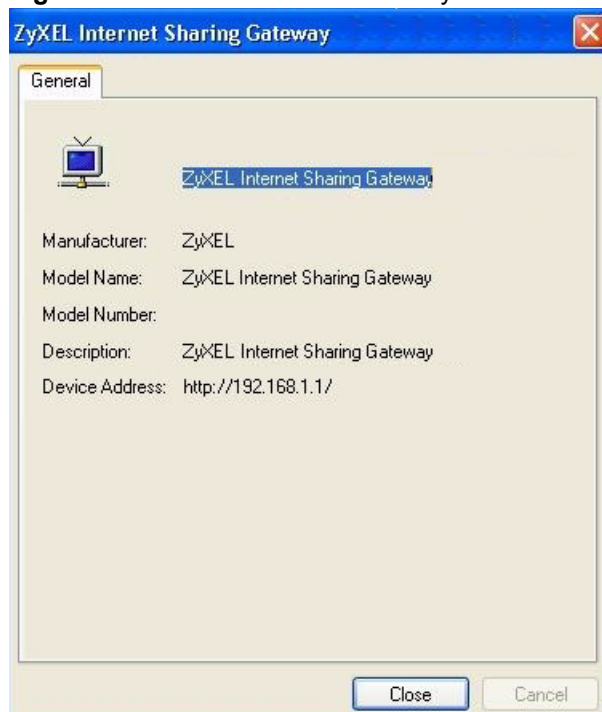 ZyXEL Internet Sharing Gateway
General
ZyXEL Internet Sharing Gateway
Manufacturer: ZyXEL
Model Name: ZyXEL Internet Sharing Gateway
Model Number:
Description: ZyXEL Internet Sharing Gateway
Device Address: http://192.168.1.1/
Close Cancel